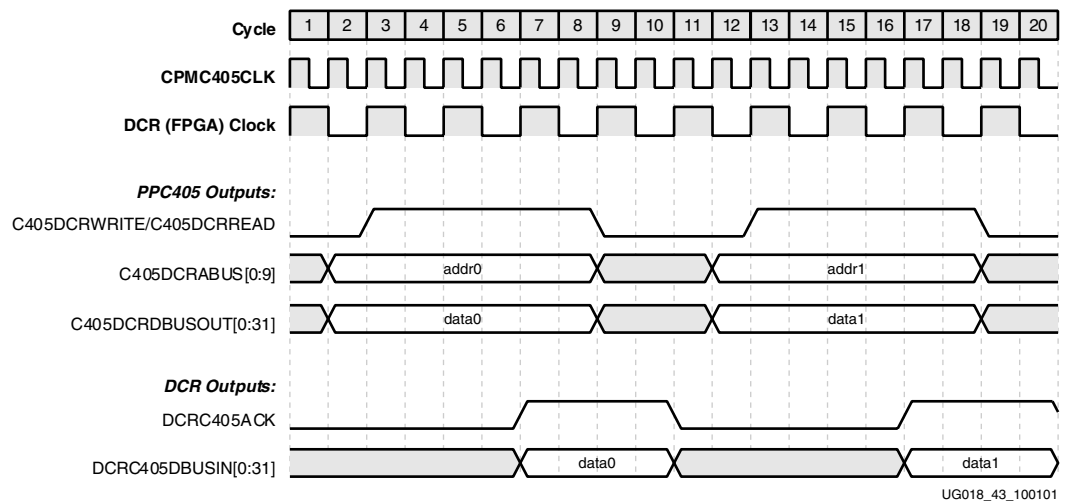 Cycle 1 2 3 4 5 6 7 8 9 10 11 12 13 14 15 16 17 18 19 20
CPMC405CLK
DCR (FPGA) Clock
PPC405 Outputs:
C405DCRWRITE/C405DCRREAD
C405DCRABUS[0:9] addr0 addr1
C405DCRDBUSOUT[0:31] data0 data1
DCR Outputs:
DCRC405ACK
DCRC405DBUSIN[0:31] data0 data1
UG018_43_100101